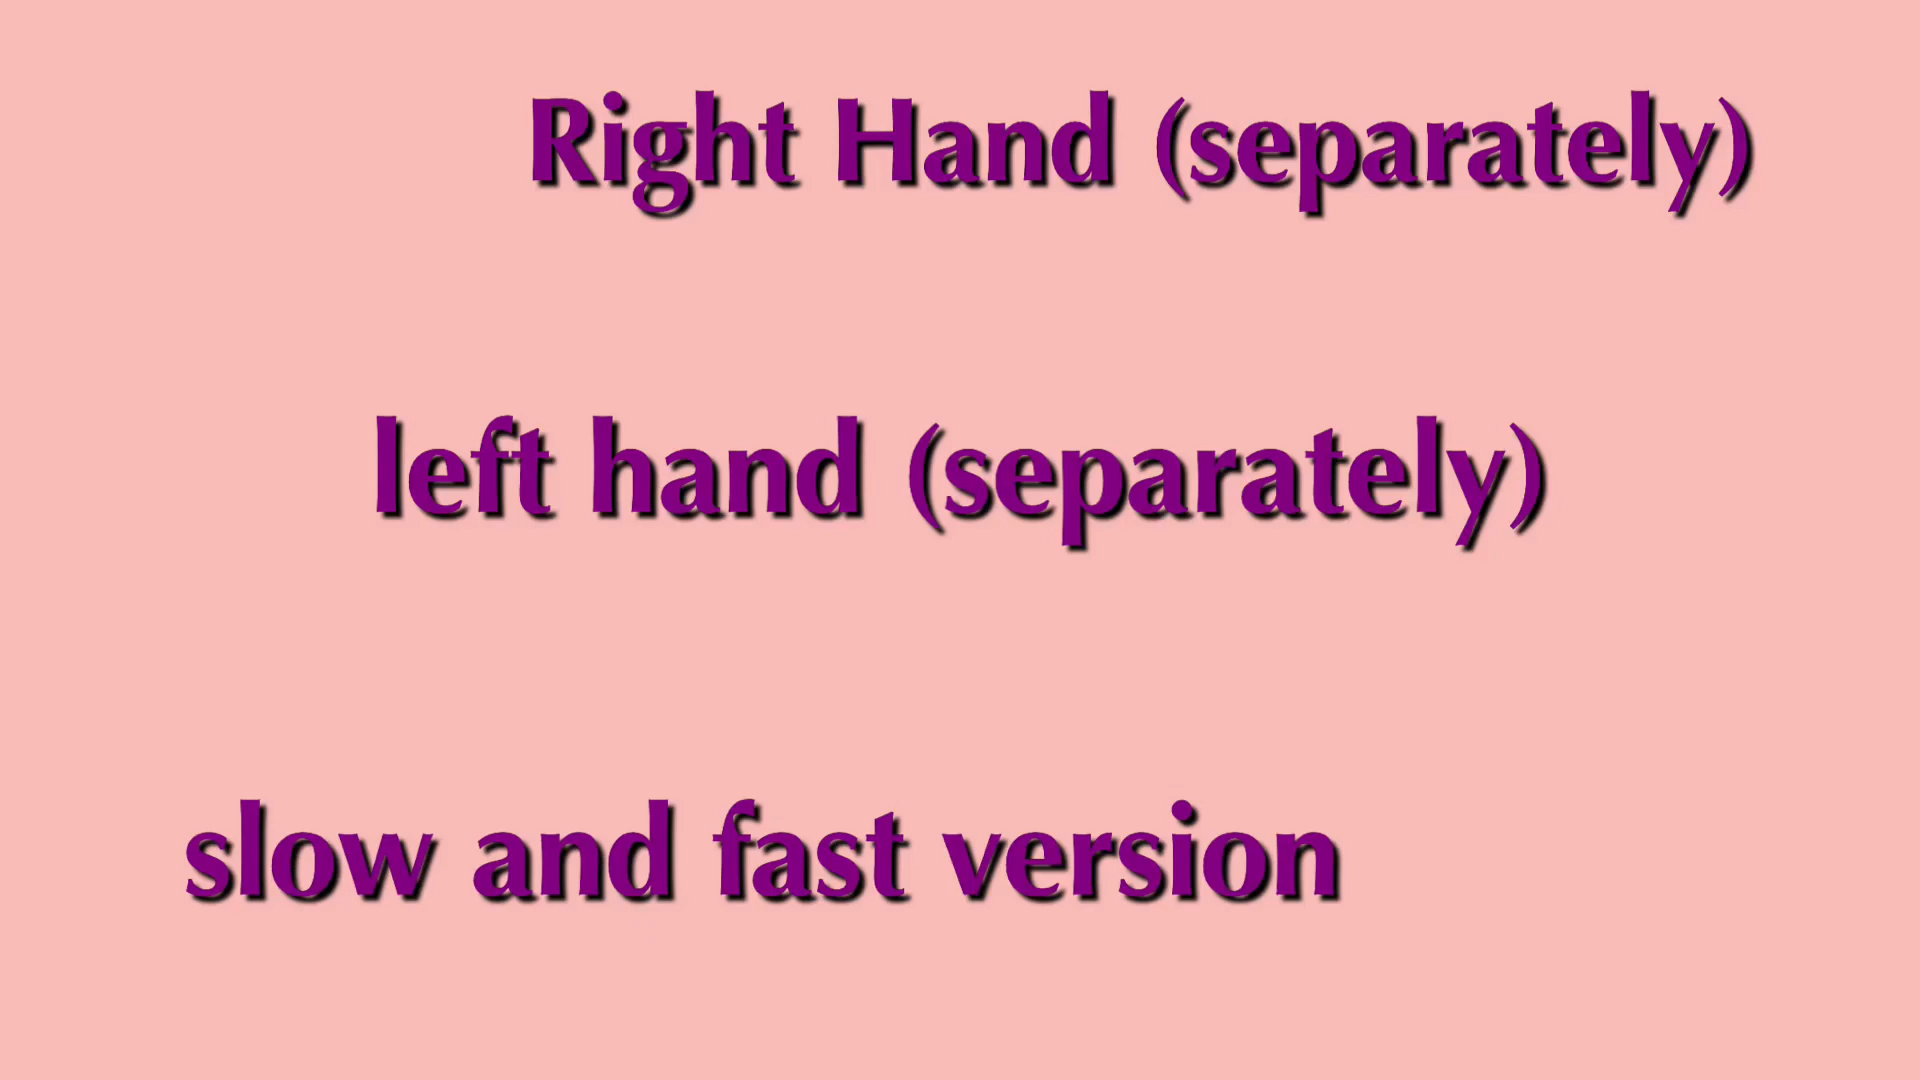 Right Hand (separately)
left hand (separately)
slow and fast version